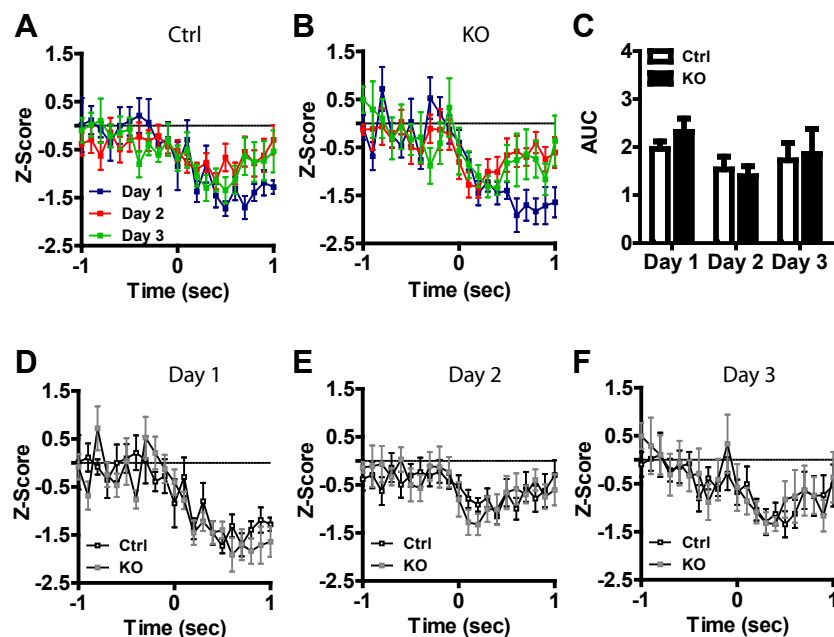 A
Ctrl
1.5
0.5
-0.5
-1.5
-2.5
Z-Score
Day 1
Day 2
Day 3
-1
0
1
Time (sec)
B
KO
1.5
0.5
-0.5
-1.5
-2.5
Z-Score
-1
0
1
Time (sec)
C
4
3
2
1
0
AUC
Ctrl
KO
Day 1
Day 2
Day 3
D
Day 1
1.5
0.5
-0.5
-1.5
-2.5
Z-Score
Ctrl
KO
-1
0
1
Time (sec)
E
Day 2
1.5
0.5
-0.5
-1.5
-2.5
Z-Score
Ctrl
KO
-1
0
1
Time (sec)
F
Day 3
1.5
0.5
-0.5
-1.5
-2.5
Z-Score
Ctrl
KO
-1
0
1
Time (sec)